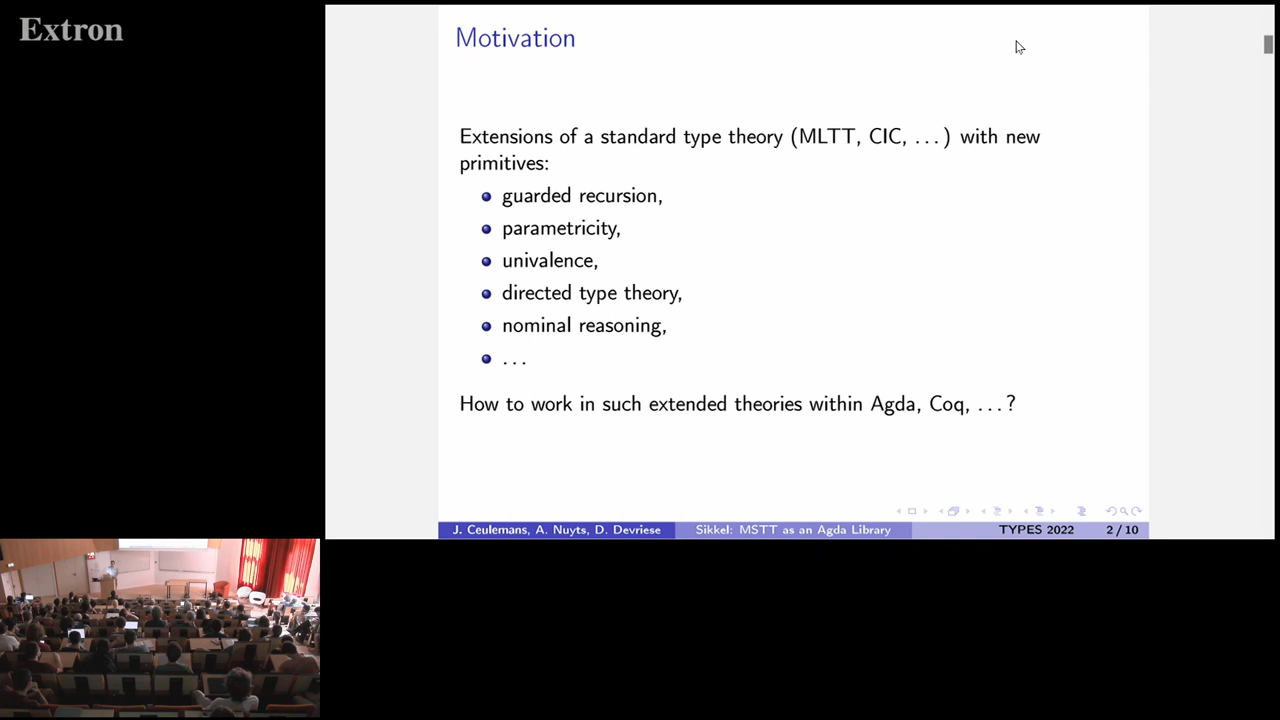 Extron
Motivation
Extensions of a standard type theory (MLTT, CIC, . . . ) with new
primitives:
guarded recursion,
parametricity,
univalence,
directed type theory,
nominal reasoning,
. . .
How to work in such extended theories within Agda, Coq, . . . ?
J. Ceulemans, A. Nuyts, D. Devriese
Sikkel: MSTT as an Agda Library
TYPES 2022
2 / 10